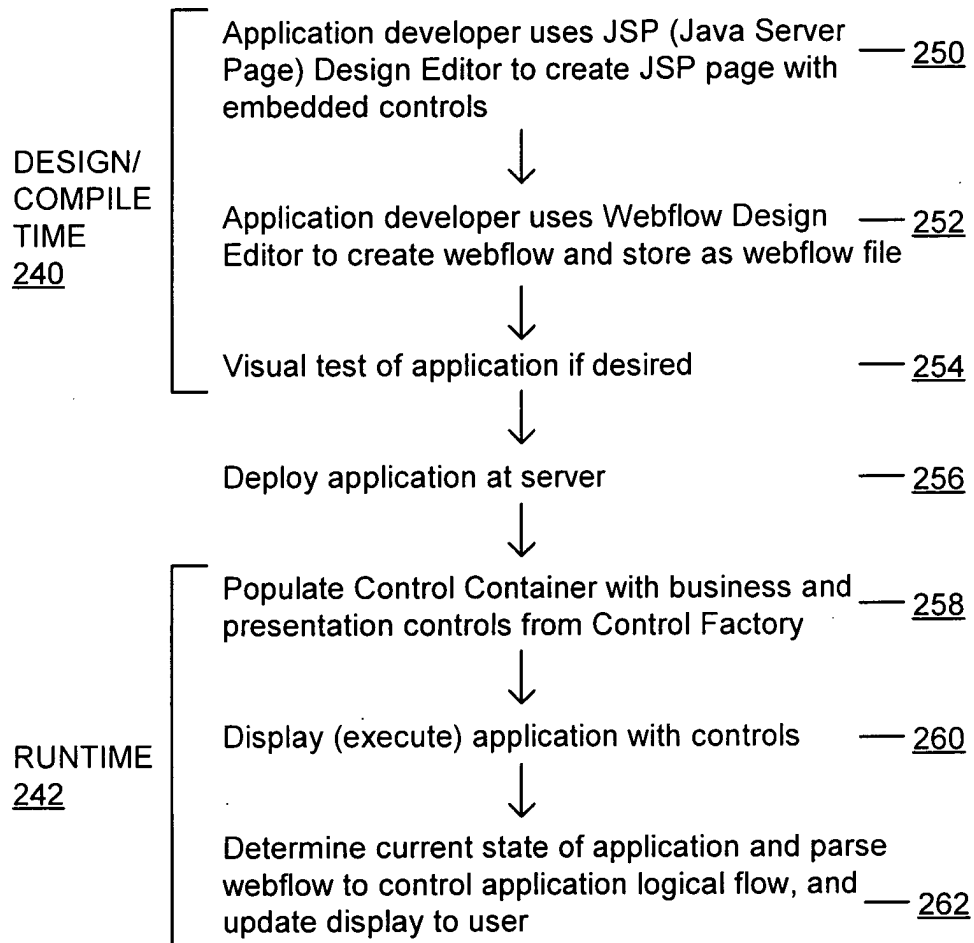 Application developer uses JSP (Java Server
Page) Design Editor to create JSP page with
embedded controls
250
DESIGN/
COMPILE
TIME
240
Application developer uses Webflow Design
Editor to create webflow and store as webflow file
252
Visual test of application if desired
254
Deploy application at server
256
Populate Control Container with business and
presentation controls from Control Factory
258
RUNTIME
242
Display (execute) application with controls
260
Determine current state of application and parse
webflow to control application logical flow, and
update display to user
262